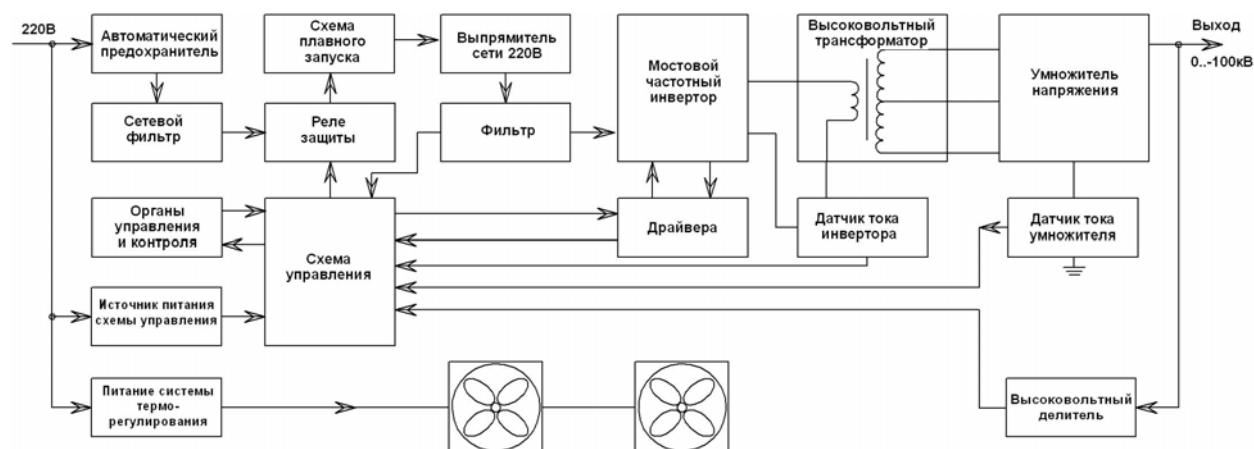 220В
Автоматический
предохранитель
Схема
плавного
запуска
Выпрямитель
сети 220В
Мостовой
частотный
инвертор
Высоковольтный
трансформатор
Умножитель
напряжения
Выход
0..-100кВ
Сетевой
фильтр
Реле
защиты
Фильтр
Органы
управления
и контроля
Схема
управления
Драйвера
Датчик тока
инвертора
Датчик тока
умножителя
Источник питания
схемы управления
Питание системы
термо-
регулирования
Высоковольтный
делитель